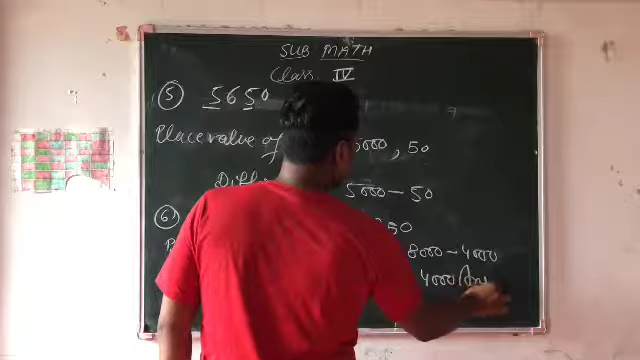 SUB MATH
Class IV
5 5650
Place value of 5000, 50
5000 - 50
6
50
8000 - 4000
4000 Ans